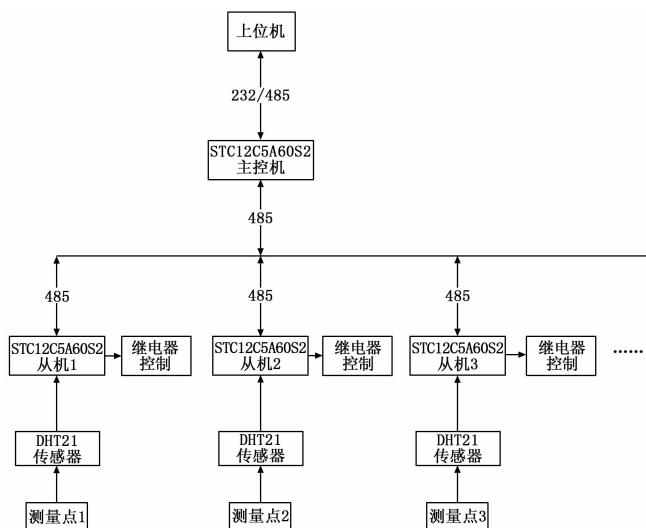 上位机
232/485
STC12C5A60S2
主控机
485
485
485
485
STC12C5A60S2
从机1
继电器
控制
STC12C5A60S2
从机2
继电器
控制
STC12C5A60S2
从机3
继电器
控制
……
DHT21
传感器
DHT21
传感器
DHT21
传感器
测量点1
测量点2
测量点3